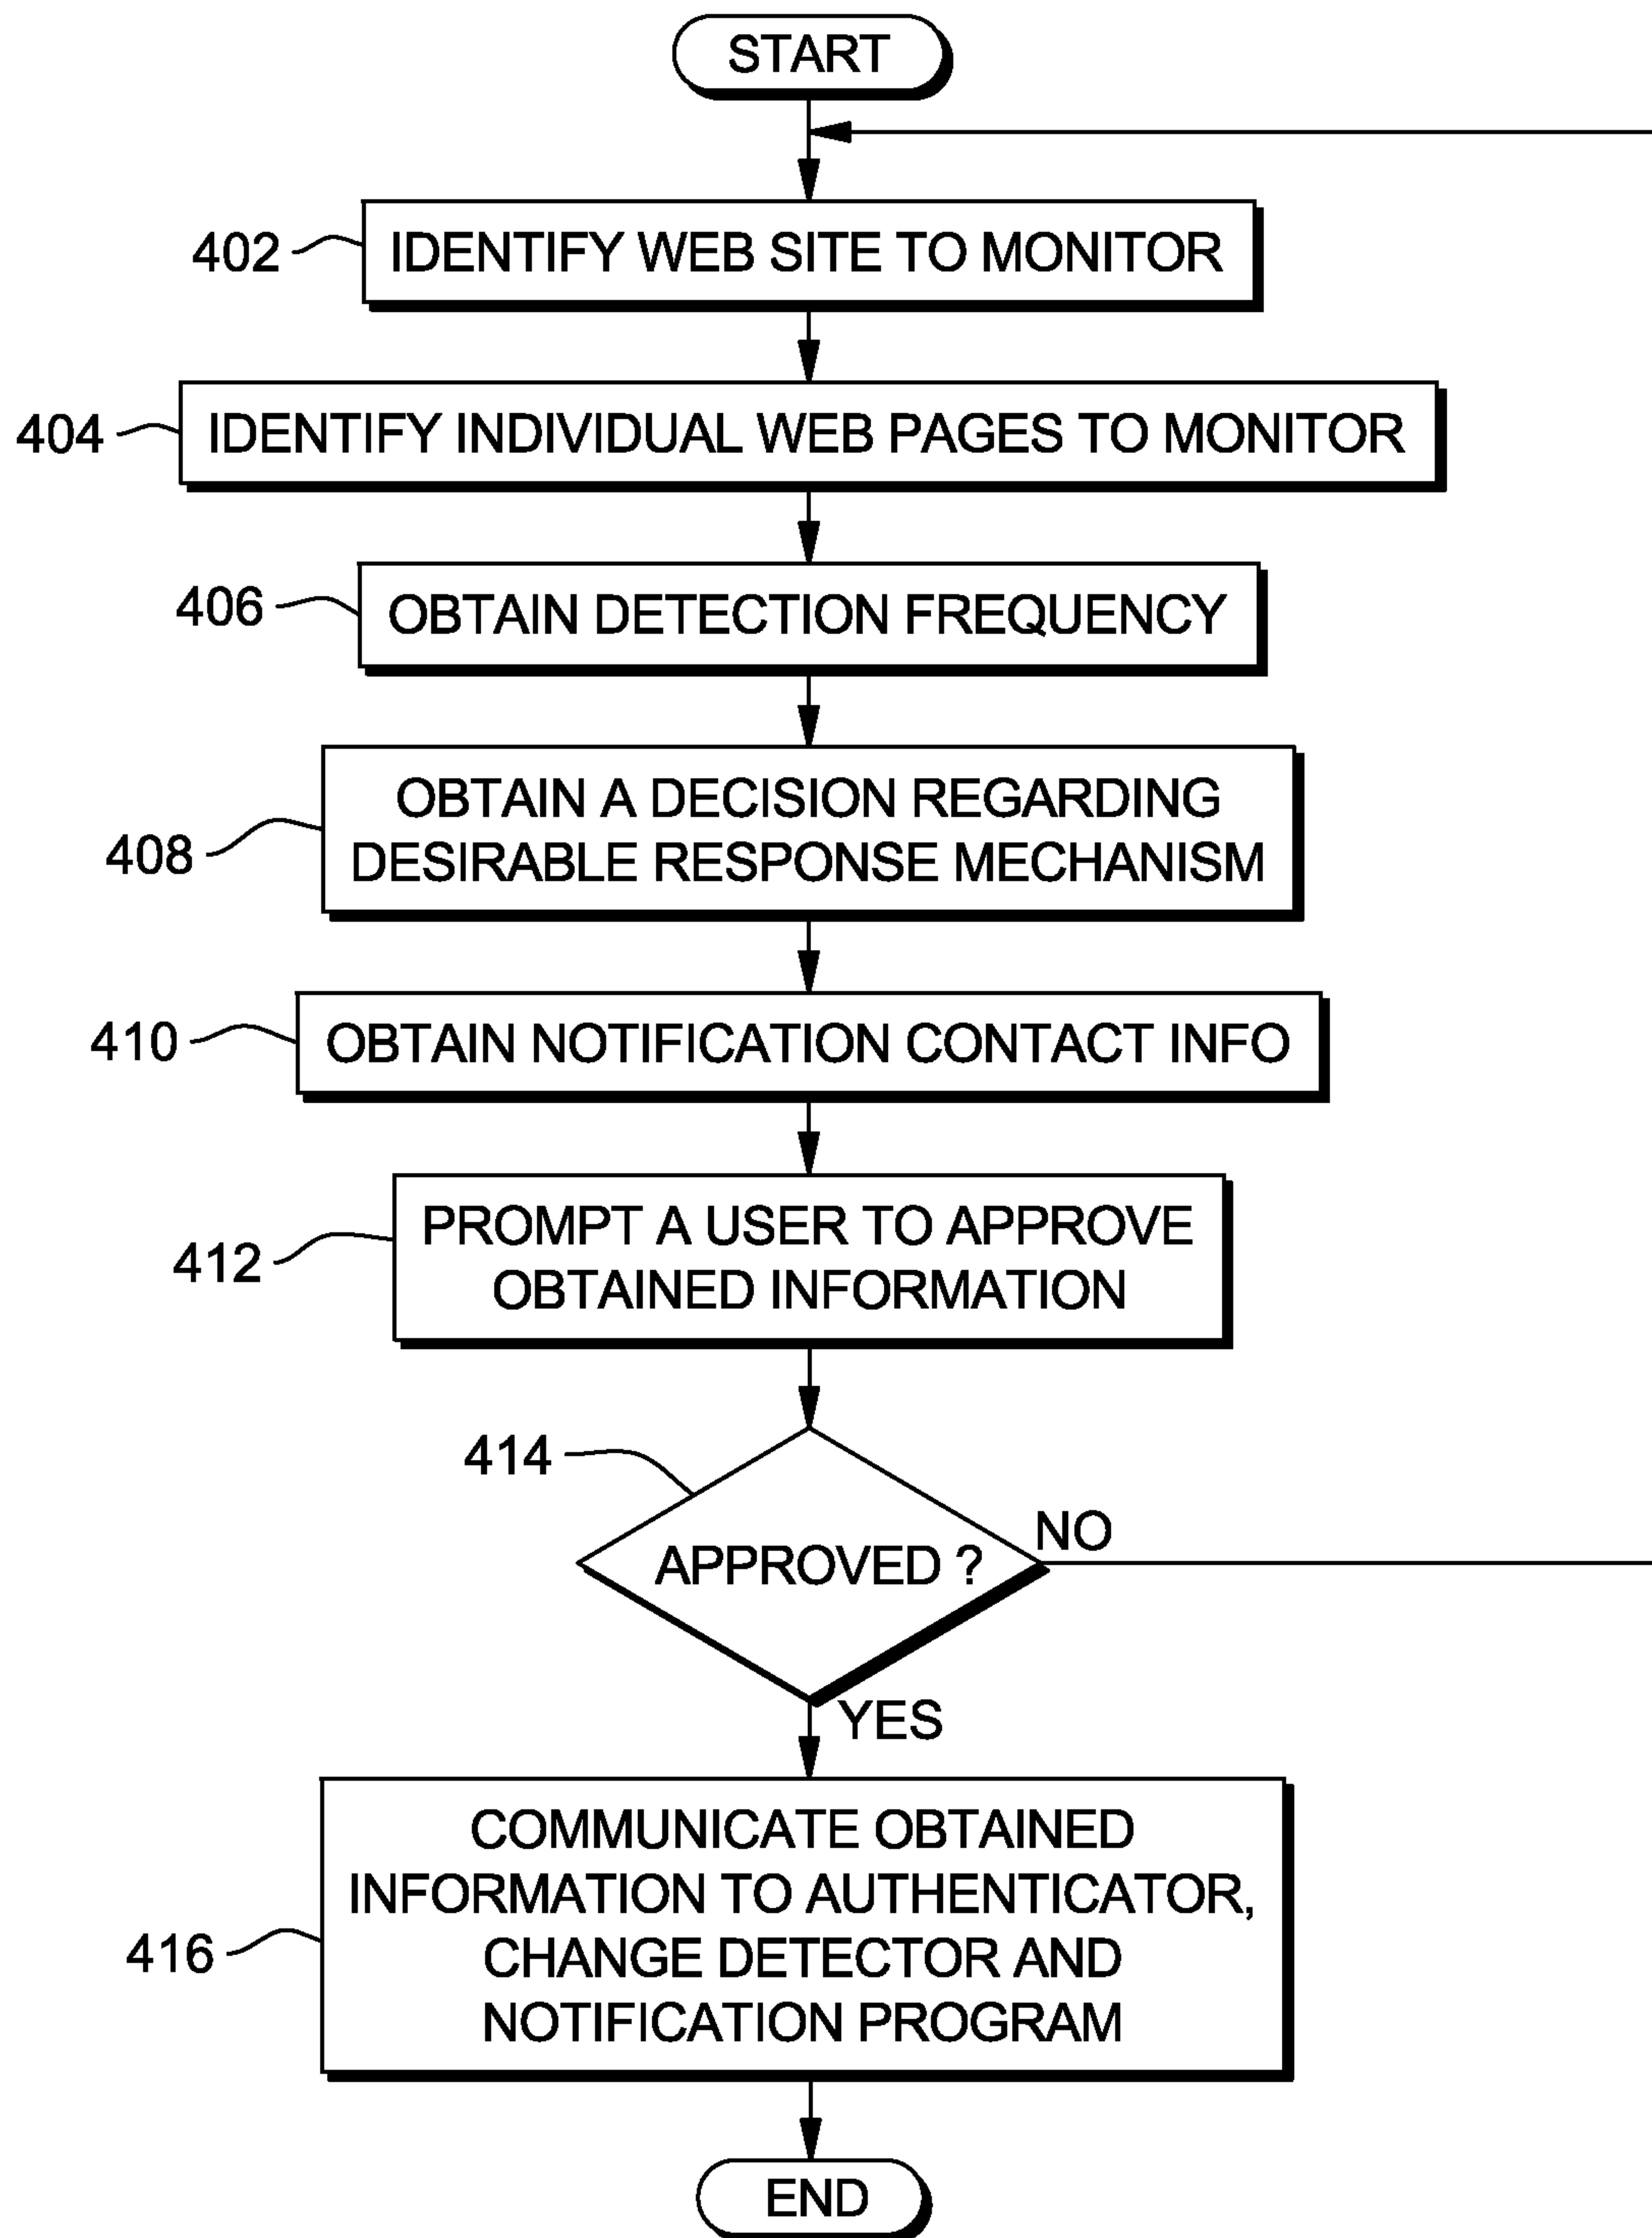 START
402
IDENTIFY WEB SITE TO MONITOR
404
IDENTIFY INDIVIDUAL WEB PAGES TO MONITOR
406
OBTAIN DETECTION FREQUENCY
408
OBTAIN A DECISION REGARDING
DESIRABLE RESPONSE MECHANISM
410
OBTAIN NOTIFICATION CONTACT INFO
412
PROMPT A USER TO APPROVE
OBTAINED INFORMATION
414
APPROVED ?
NO
YES
416
COMMUNICATE OBTAINED
INFORMATION TO AUTHENTICATOR,
CHANGE DETECTOR AND
NOTIFICATION PROGRAM
END